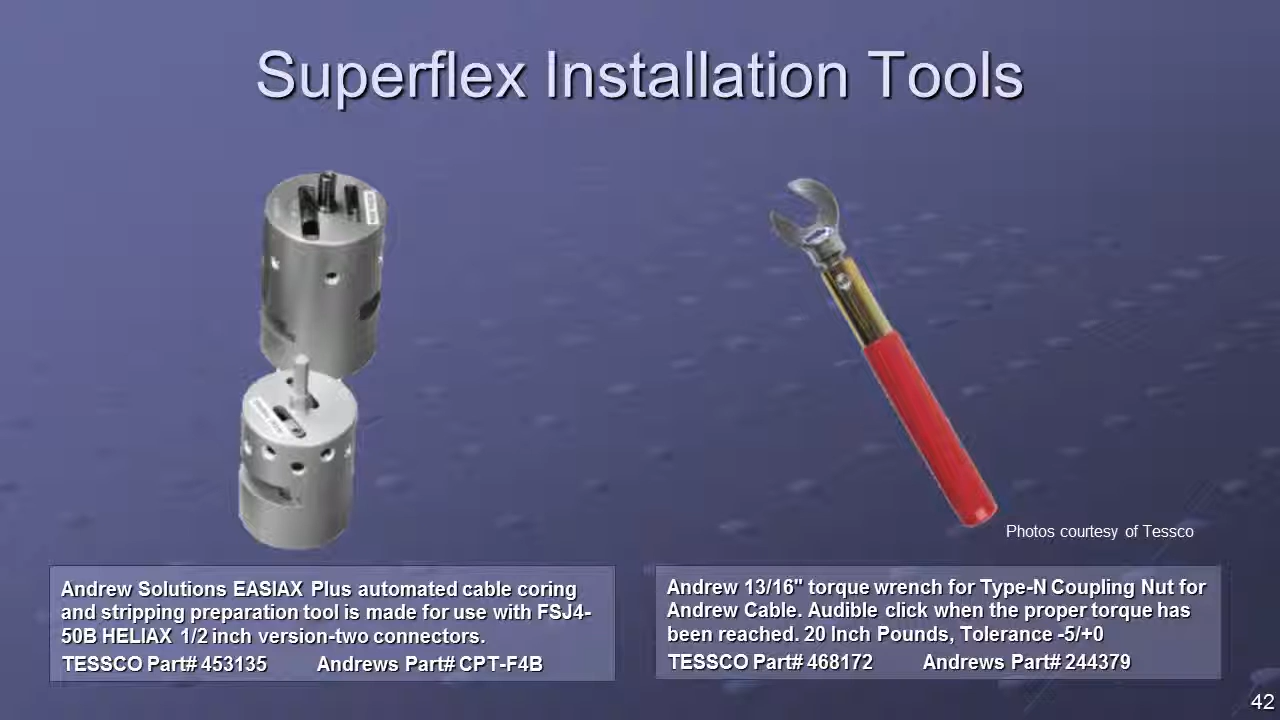 Superflex Installation Tools
Photos courtesy of Tessco
Andrew Solutions EASIAX Plus automated cable coring
and stripping preparation tool is made for use with FSJ4-
50B HELIAX 1/2 inch version-two connectors.
TESSCO Part# 453135 Andrews Part# CPT-F4B
Andrew 13/16" torque wrench for Type-N Coupling Nut for
Andrew Cable. Audible click when the proper torque has
been reached. 20 Inch Pounds, Tolerance -5/+0
TESSCO Part# 468172 Andrews Part# 244379
42